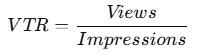 VTR = Views / Impressions